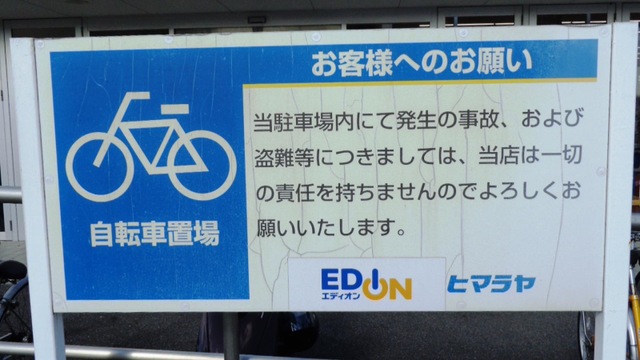 お客様へのお願い
当駐車場内にて発生の事故、および
盗難等につきましては、当店は一切
の責任を持ちませんのでよろしくお
願いいたします。
自転車置場
EDION
エディオン
ヒマラヤ